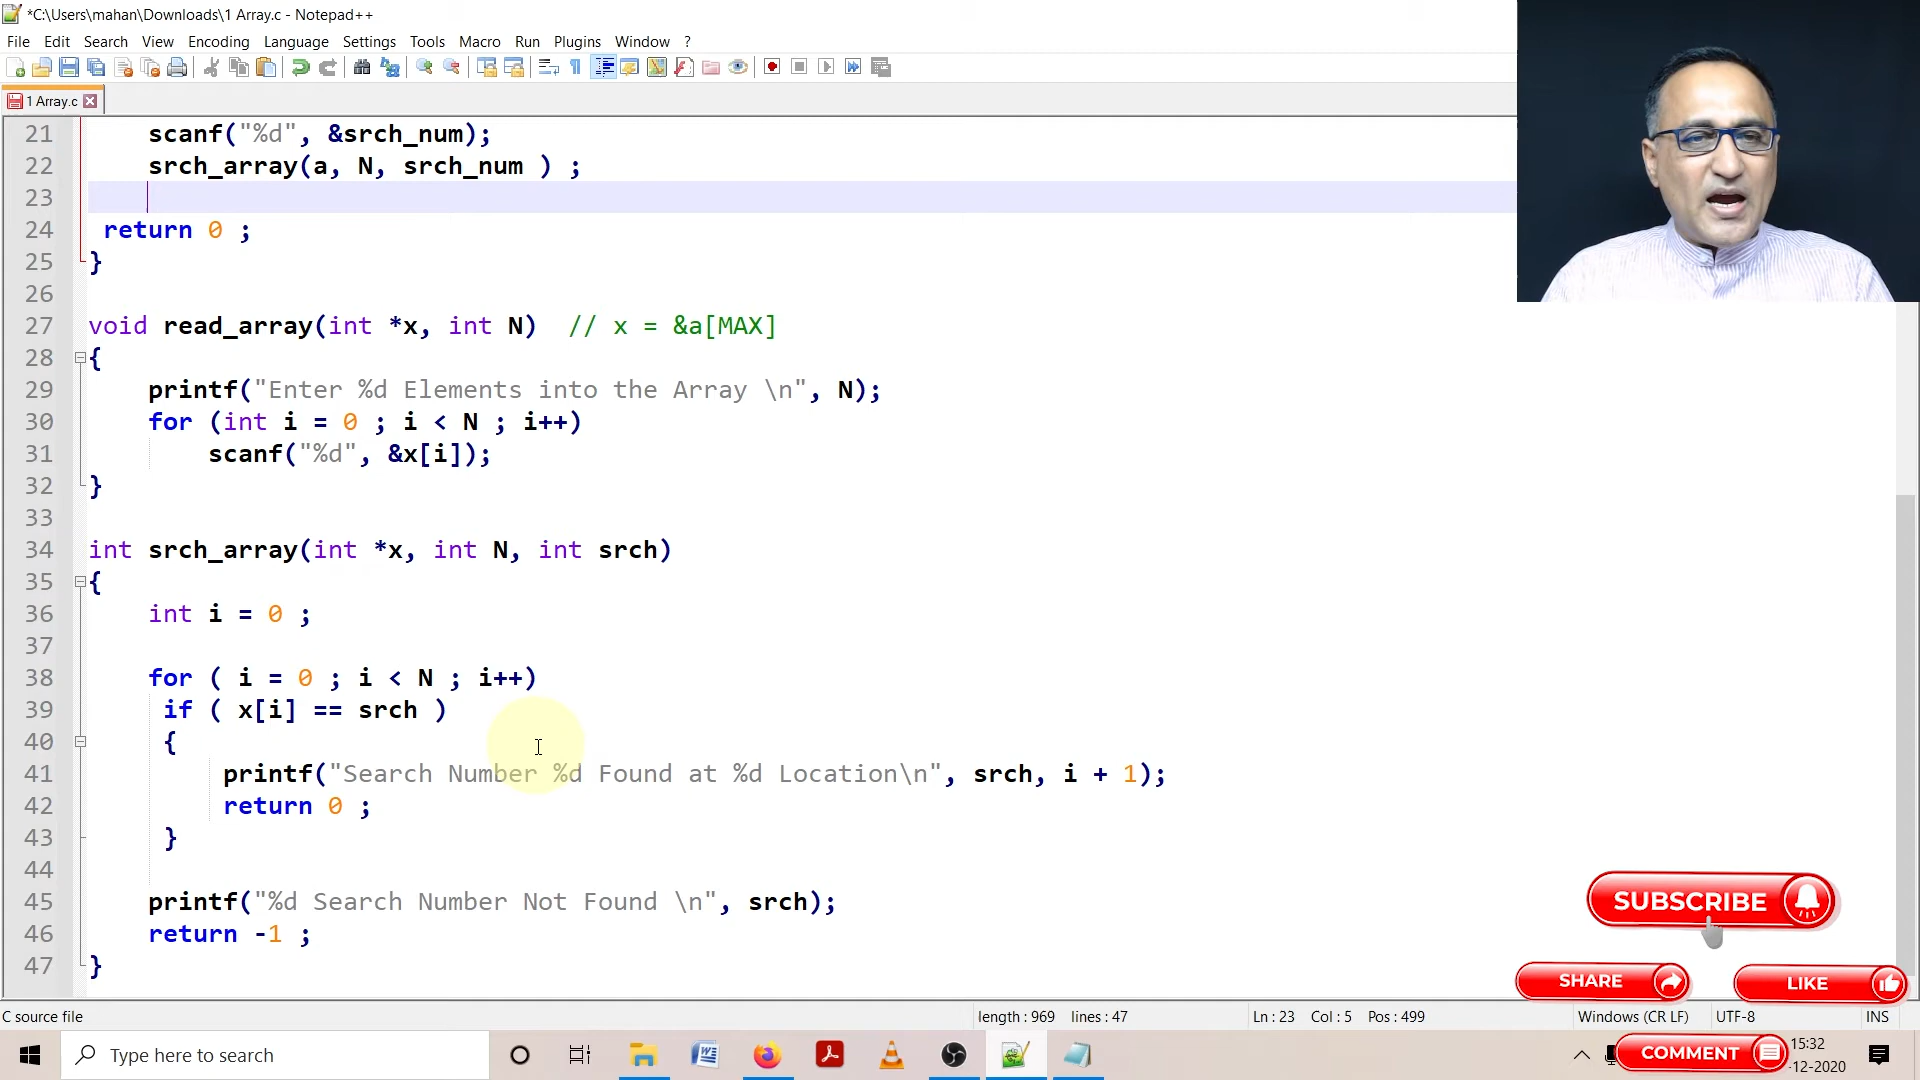 *C:\Users\mahan\Downloads\1 Array.c - Notepad++
File Edit Search View Encoding Language Settings Tools Macro Run Plugins Window ?
1 Array.c
21 scanf("%d", &srch_num);
22 srch_array(a, N, srch_num ) ;
23
24 return 0 ;
25 }
26
27 void read_array(int *x, int N) // x = &a[MAX]
28 {
29 printf("Enter %d Elements into the Array \n", N);
30 for (int i = 0 ; i < N ; i++)
31 scanf("%d", &x[i]);
32 }
33
34 int srch_array(int *x, int N, int srch)
35 {
36 int i = 0 ;
37
38 for ( i = 0 ; i < N ; i++)
39 if ( x[i] == srch )
40 {
41 printf("Search Number %d Found at %d Location\n", srch, i + 1);
42 return 0 ;
43 }
44
45 printf("%d Search Number Not Found \n", srch);
46 return -1 ;
47 }
SUBSCRIBE
SHARE LIKE
C source file length : 969 lines : 47 Ln : 23 Col : 5 Pos : 499 Windows (CR LF) UTF-8 INS
Type here to search
COMMENT
15:32
-12-2020